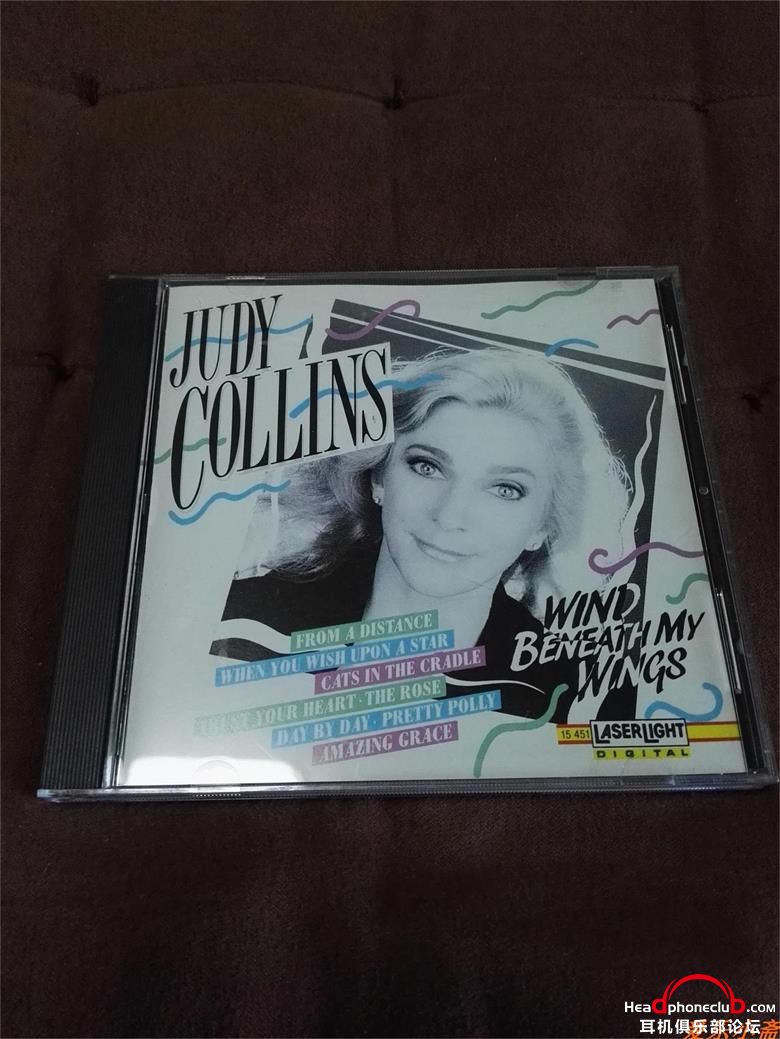 JUDY
COLLINS
WIND
BENEATH MY
WINGS
FROM A DISTANCE
WHEN YOU WISH UPON A STAR
CATS IN THE CRADLE
YOUR HEART · THE ROSE
DAY BY DAY · PRETTY POLLY
AMAZING GRACE
15 451
LASERLIGHT
DIGITAL
HeadphoneclubD.COM
耳机俱乐部论坛